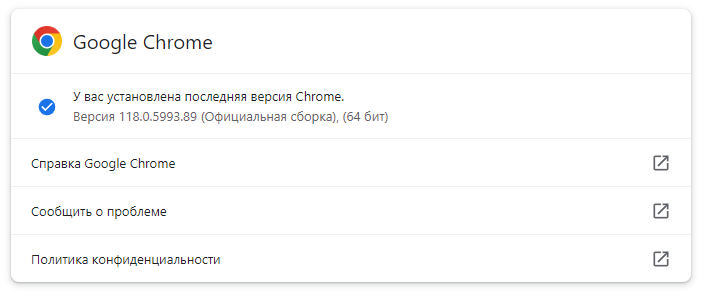 Google Chrome
У вас установлена последняя версия Chrome.
Версия 118.0.5993.89 (Официальная сборка), (64 бит)
Справка Google Chrome
Сообщить о проблеме
Политика конфиденциальности